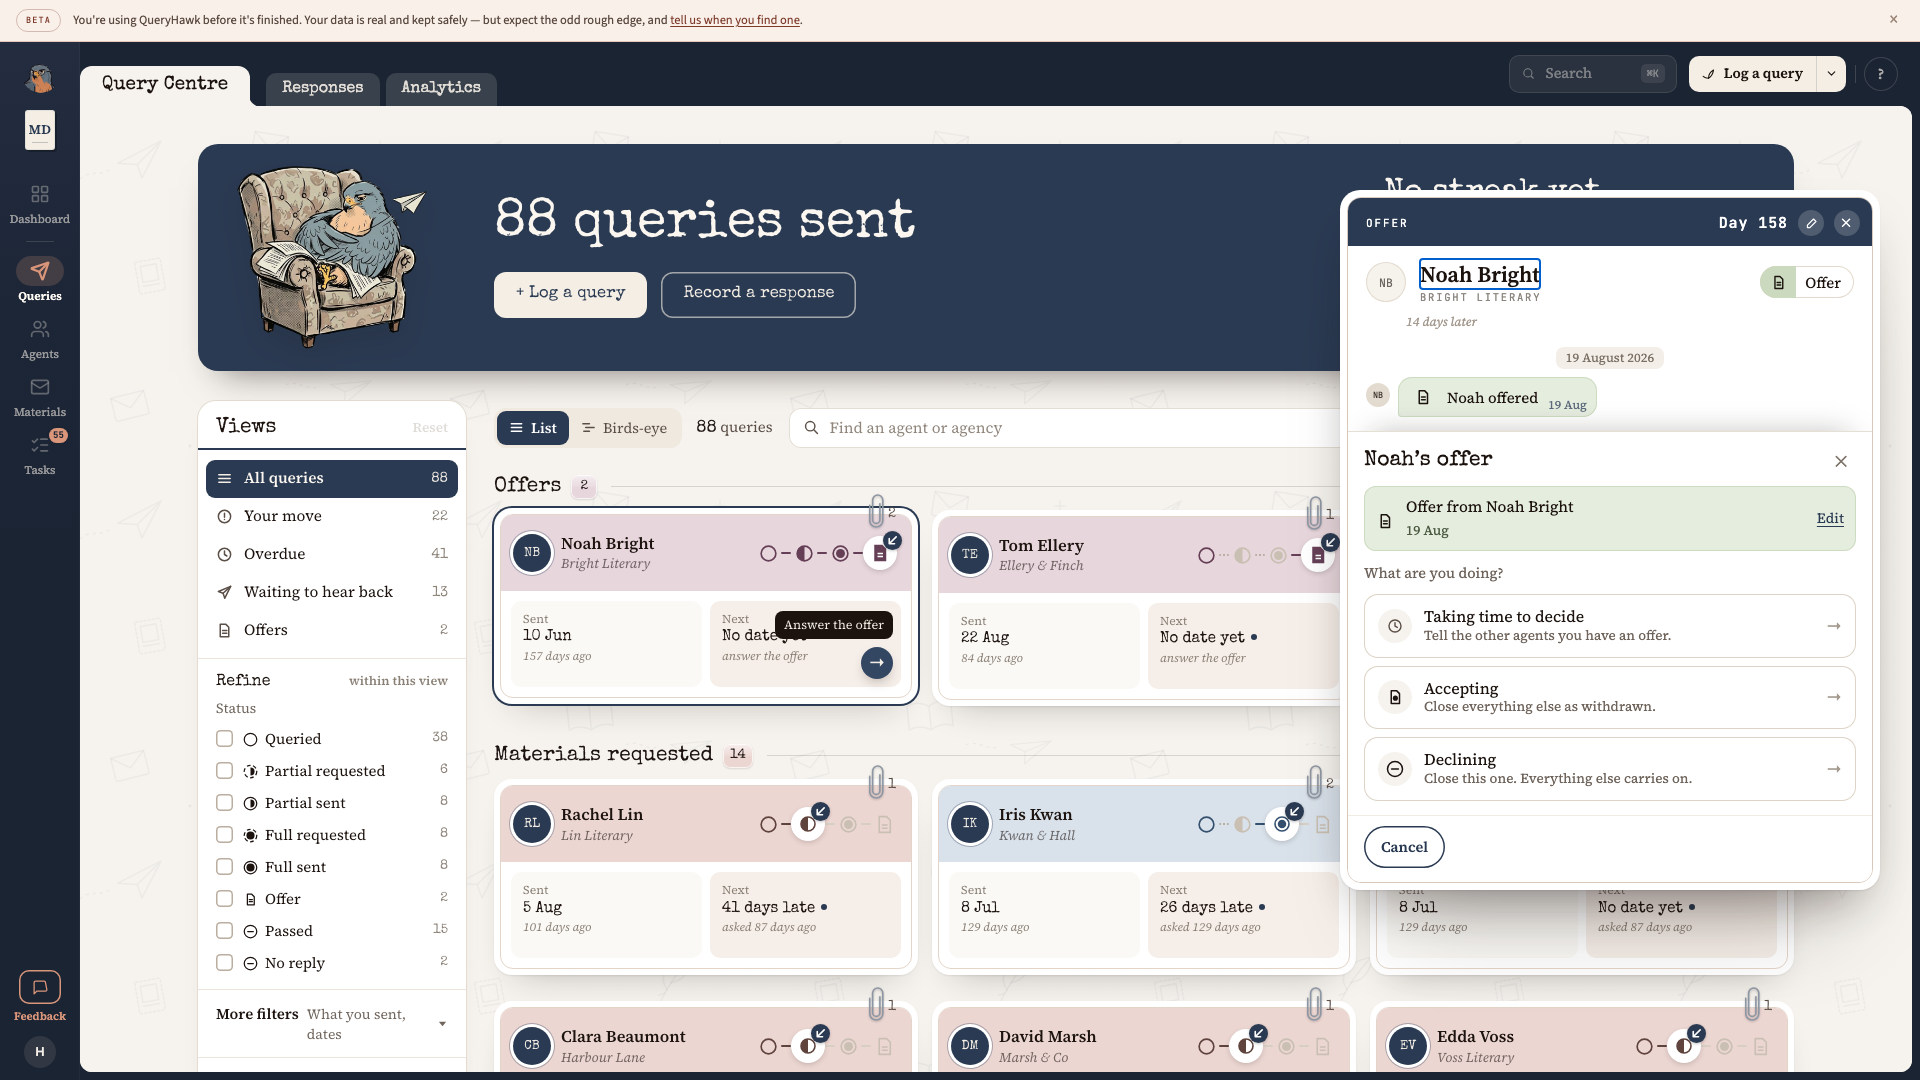 BETA
You're using QueryHawk before it's finished. Your data is real and kept safely — but expect the odd rough edge, and tell us when you find one.
×
Query Centre
Responses
Analytics
Search
⌘K
Log a query
?
MD
Dashboard
Queries
Agents
Materials
55
Tasks
Feedback
H
88 queries sent
+ Log a query
Record a response
No streak yet
Views
Reset
All queries 88
Your move 22
Overdue 41
Waiting to hear back 13
Offers 2
Refine
within this view
Status
Queried 38
Partial requested 6
Partial sent 8
Full requested 8
Full sent 8
Offer 2
Passed 15
No reply 2
More filters
What you sent, dates
List
Birds-eye
88 queries
Find an agent or agency
Offers 2
2
NB
Noah Bright
Bright Literary
Sent
10 Jun
157 days ago
Next
No date yet
answer the offer
Answer the offer
1
TE
Tom Ellery
Ellery & Finch
Sent
22 Aug
84 days ago
Next
No date yet
answer the offer
Materials requested 14
1
RL
Rachel Lin
Lin Literary
Sent
5 Aug
101 days ago
Next
41 days late
asked 87 days ago
2
IK
Iris Kwan
Kwan & Hall
Sent
8 Jul
129 days ago
Next
26 days late
asked 129 days ago
Sent
8 Jul
129 days ago
Next
No date yet
asked 87 days ago
1
CB
Clara Beaumont
Harbour Lane
1
DM
David Marsh
Marsh & Co
1
EV
Edda Voss
Voss Literary
OFFER
Day 158
NB
Noah Bright
BRIGHT LITERARY
Offer
14 days later
19 August 2026
NB
Noah offered
19 Aug
Noah's offer
Offer from Noah Bright
19 Aug
Edit
What are you doing?
Taking time to decide
Tell the other agents you have an offer.
Accepting
Close everything else as withdrawn.
Declining
Close this one. Everything else carries on.
Cancel